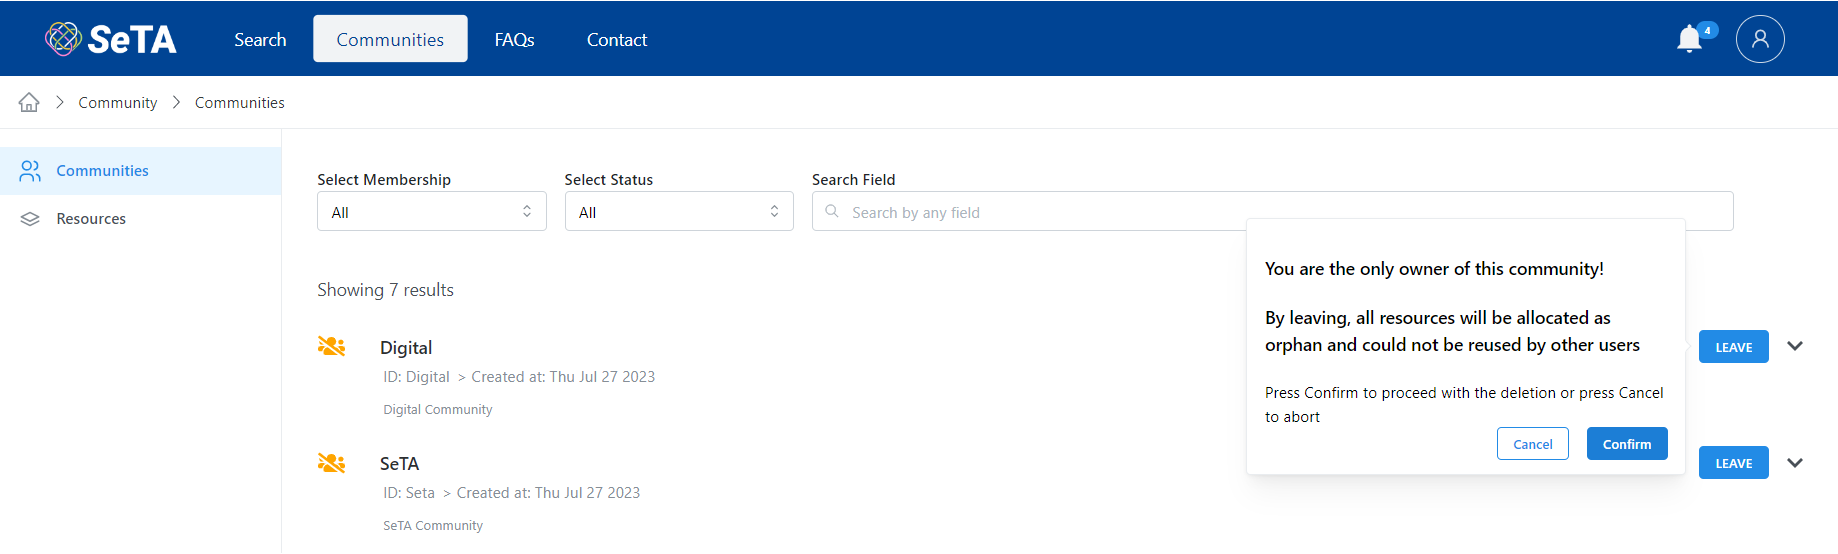 SeTA
Search
Communities
FAQs
Contact
4
Community
Communities
Communities
Resources
Select Membership
Select Status
Search Field
All
All
Search by any field
You are the only owner of this community!
By leaving, all resources will be allocated as
orphan and could not be reused by other users
Press Confirm to proceed with the deletion or press Cancel
to abort
Cancel
Confirm
Showing 7 results
Digital
ID: Digital > Created at: Thu Jul 27 2023
Digital Community
LEAVE
SeTA
ID: Seta > Created at: Thu Jul 27 2023
SeTA Community
LEAVE